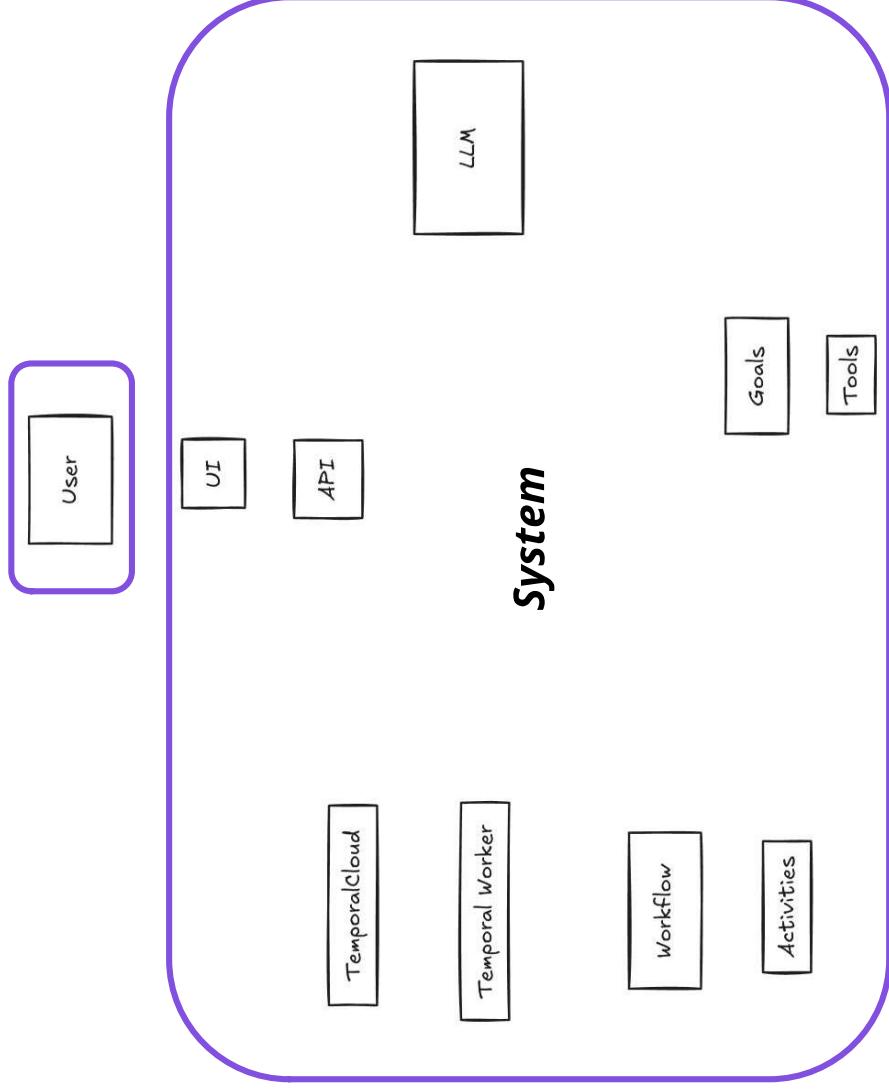 User
UI
API
TemporalCloud
LLM
Temporal Worker
System
Workflow
Goals
Activities
Tools